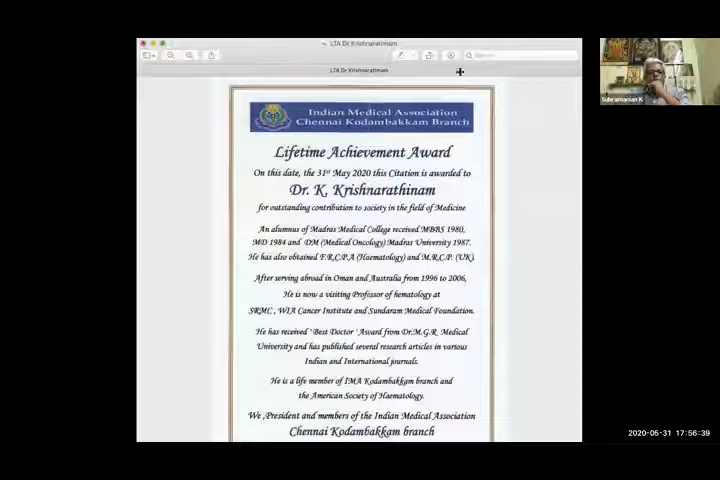 LTA Dr Krishnarathinam
Search
LTA Dr Krishnarathinam
Subramanian K
Indian Medical Association
Chennai Kodambakkam Branch
Lifetime Achievement Award
On this date, the 31st May 2020 this Citation is awarded to
Dr. K. Krishnarathinam
for outstanding contribution to society in the field of Medicine
An alumnus of Madras Medical College received MBBS 1980,
MD 1984 and DM (Medical Oncology) Madras University 1987.
He has also obtained F.R.C.P.A (Haematology) and M.R.C.P. (UK).
After serving abroad in Oman and Australia from 1996 to 2006,
He is now a visiting Professor of hematology at
SRMC , WIA Cancer Institute and Sundaram Medical Foundation.
He has received 'Best Doctor ' Award from Dr.M.G.R. Medical
University and has published several research articles in various
Indian and International journals.
He is a life member of IMA Kodambakkam branch and
the American Society of Haematology.
We ,President and members of the Indian Medical Association
Chennai Kodambakkam branch
2020-05-31 17:56:39